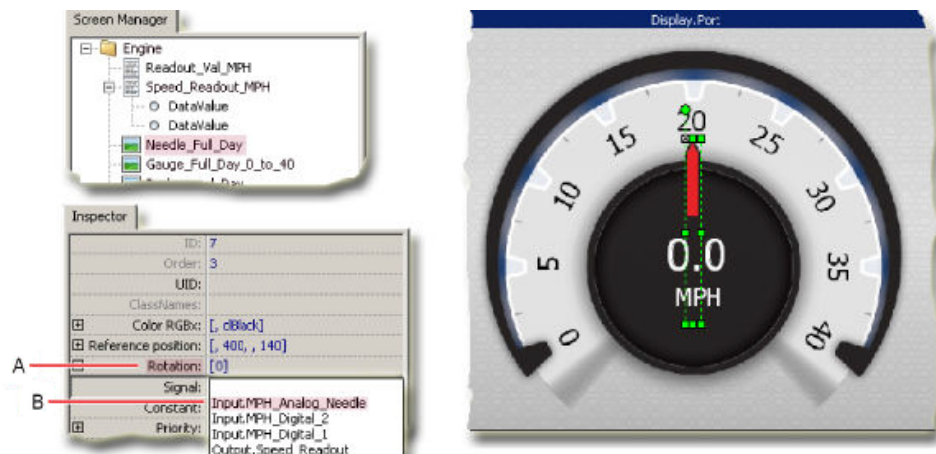 Screen Manager
Engine
Readout_Val_MPH
Speed_Readout_MPH
DataValue
DataValue
Needle_Full_Day
Gauge_Full_Day_0_to_40
Inspector
ID: 7
Order: 3
UID:
ClassNames:
Color RGBx: [, clBlack]
Reference position: [, 400, , 140]
A
Rotation: [0]
Signal:
B
Constant:
Input.MPH_Analog_Needle
Input.MPH_Digital_2
Priority:
Input.MPH_Digital_1
Output.Speed_Readout
Display.Por:
0
5
10
15
20
25
30
35
40
0.0
MPH